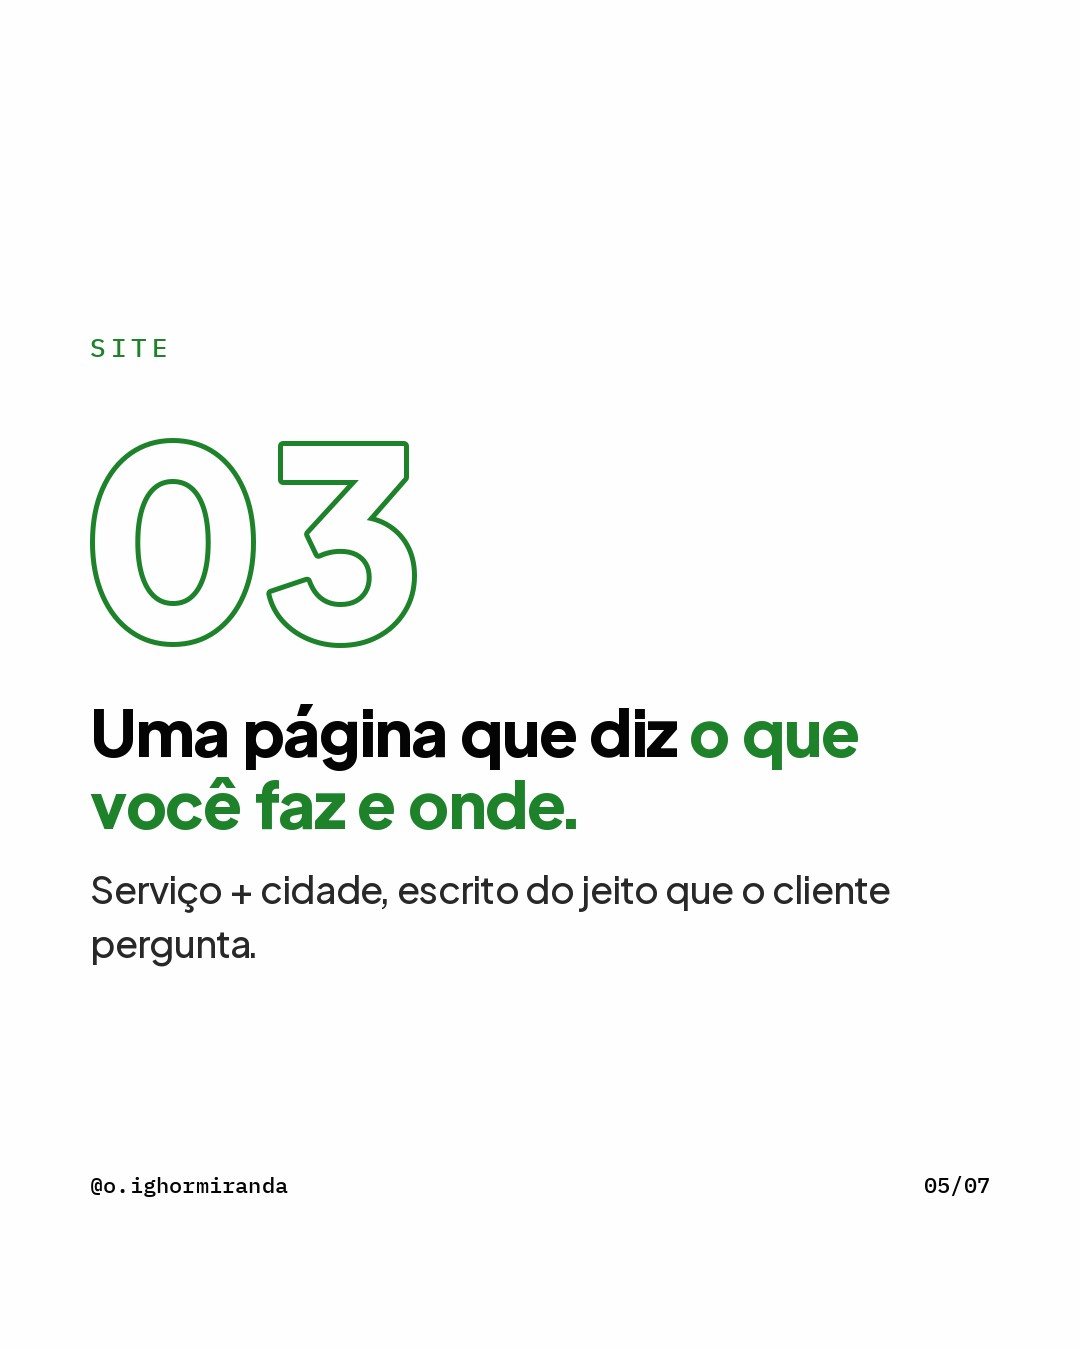 SITE
03
Uma página que diz o que
você faz e onde.
Serviço + cidade, escrito do jeito que o cliente
pergunta.
@o.ighormiranda
05/07